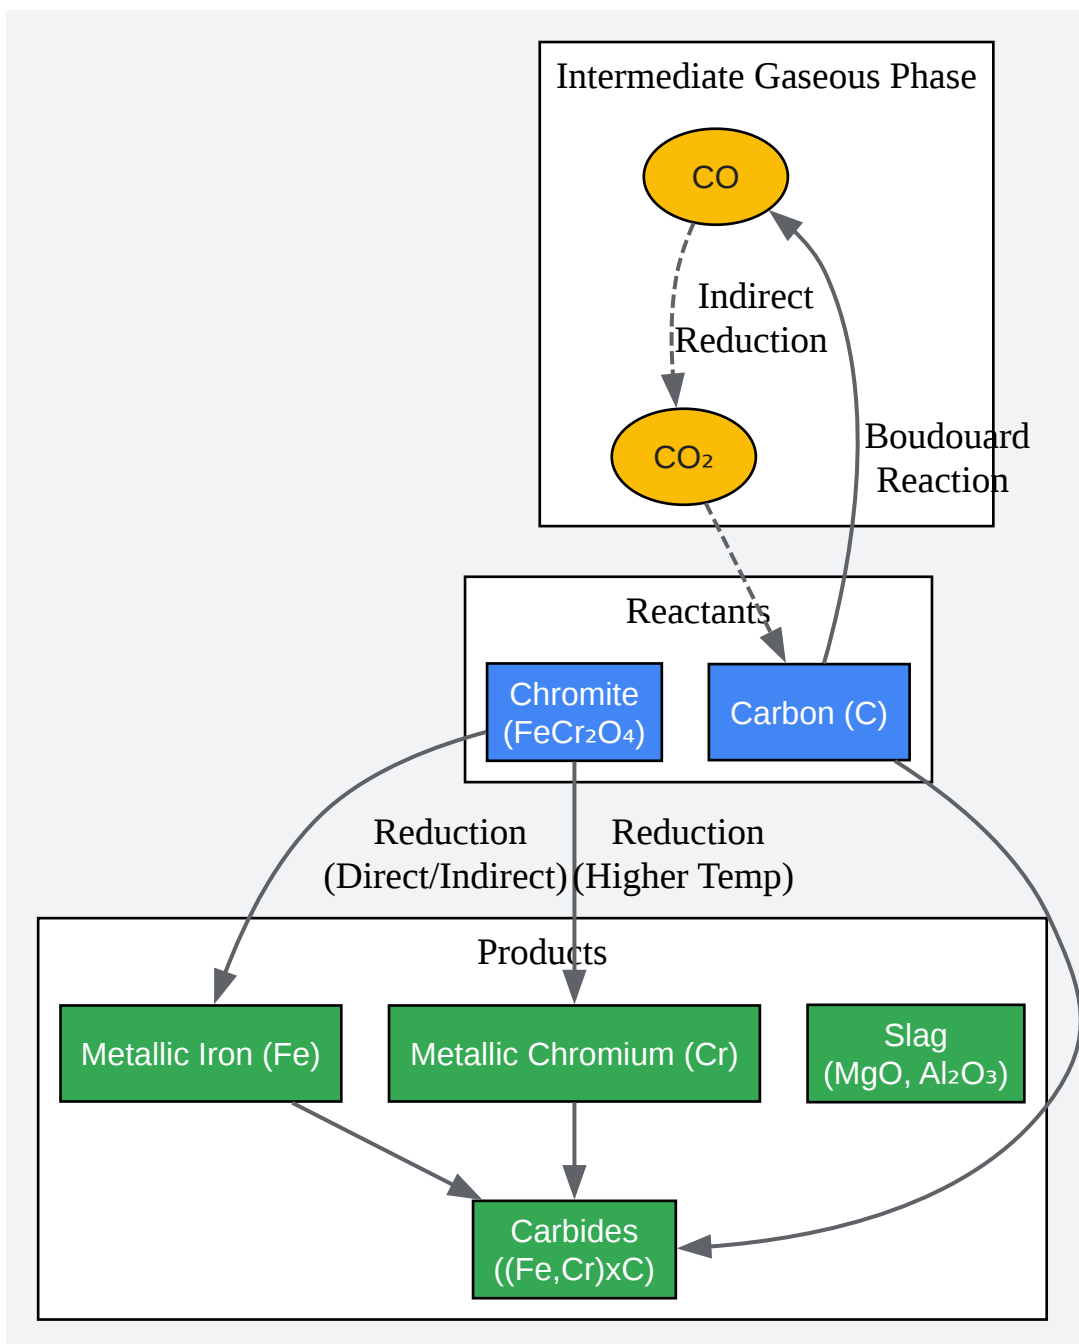 Intermediate Gaseous Phase
CO
Indirect
Reduction
CO₂
Boudouard
Reaction
Reactants
Chromite
(FeCr₂O₄)
Carbon (C)
Reduction
(Direct/Indirect)
Reduction
(Higher Temp)
Products
Metallic Iron (Fe)
Metallic Chromium (Cr)
Slag
(MgO, Al₂O₃)
Carbides
((Fe,Cr)xC)